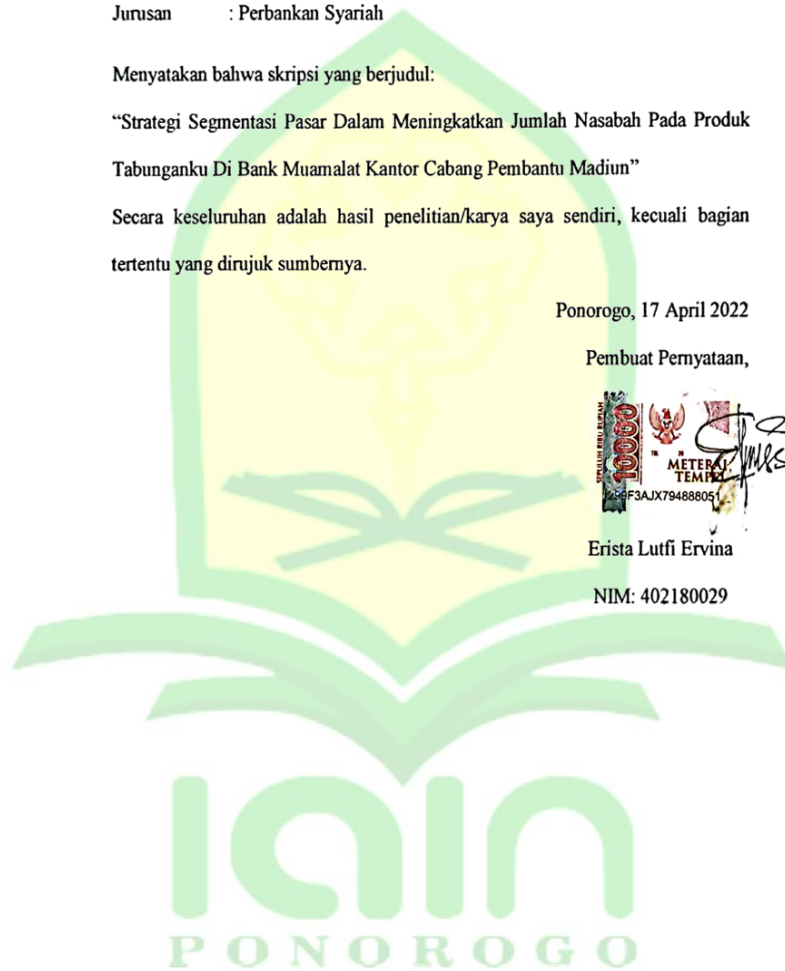 Jurusan : Perbankan Syariah
Menyatakan bahwa skripsi yang berjudul:
“Strategi Segmentasi Pasar Dalam Meningkatkan Jumlah Nasabah Pada Produk
Tabunganku Di Bank Muamalat Kantor Cabang Pembantu Madiun”
Secara keseluruhan adalah hasil penelitian/karya saya sendiri, kecuali bagian
tertentu yang dirujuk sumbernya.
Ponorogo, 17 April 2022
Pembuat Pernyataan,
SEPULUH RIBU RUPIAH
10000
METERAI
TEMPEL
F3AJX794888051
Erista Lutfi Ervina
NIM: 402180029
IAIN
PONOROGO